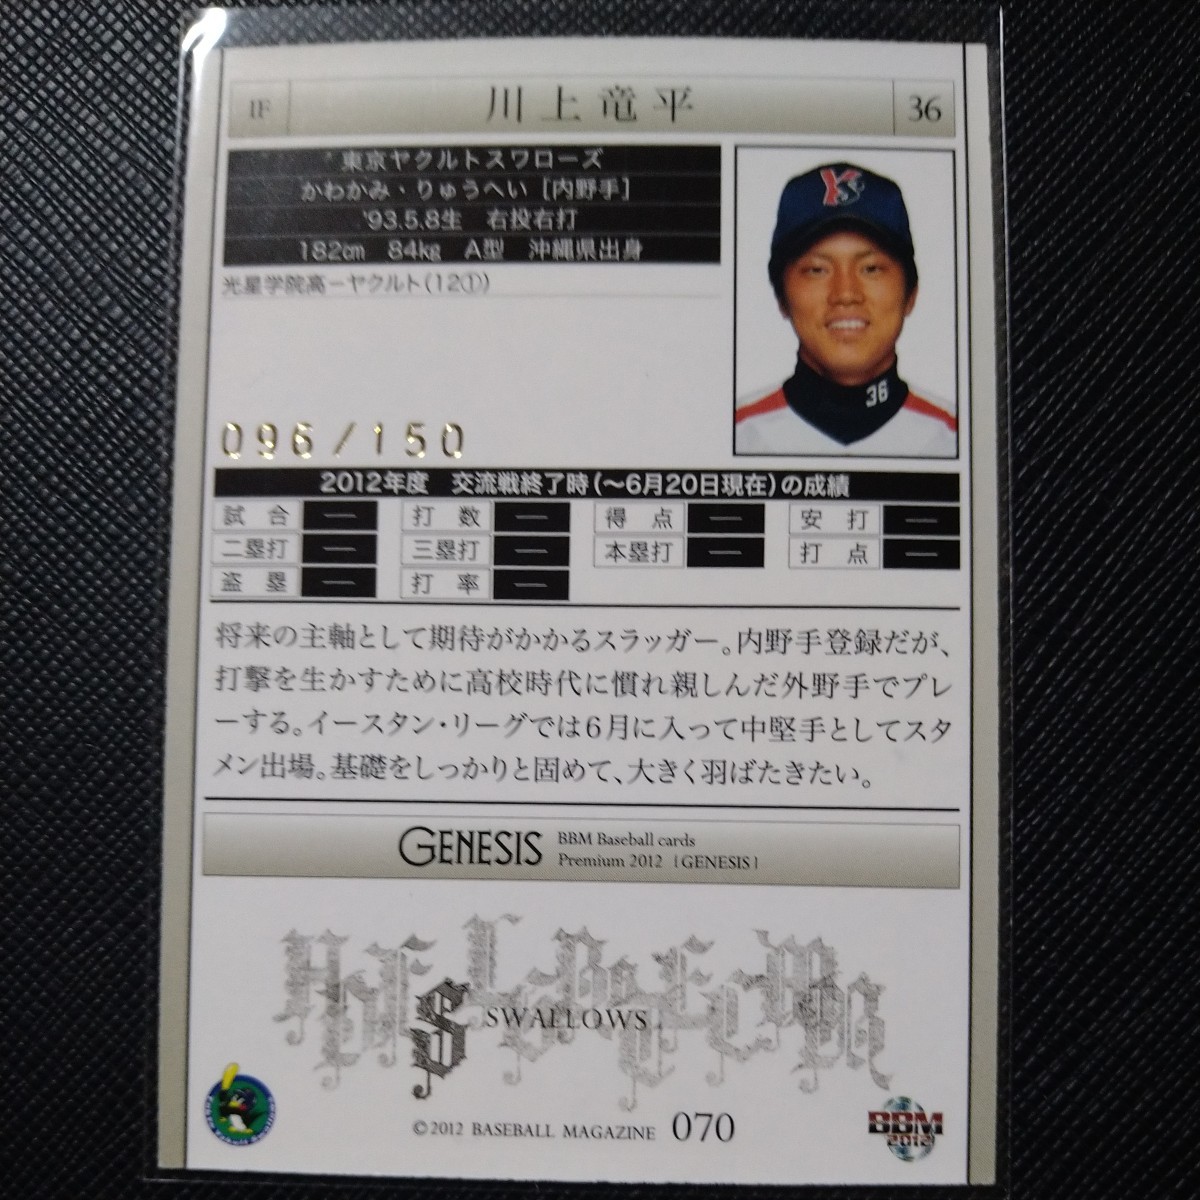 IF 川上竜平 36
東京ヤクルトスワローズ
かわかみ・りゅうへい [内野手]
'93.5.8生 右投右打
182cm 84kg A型 沖縄県出身
光星学院高ーヤクルト(12①)
YS
36
096/150
2012年度 交流戦終了時(〜6月20日現在)の成績
試合 — 打数 — 得点 — 安打 —
二塁打 — 三塁打 — 本塁打 — 打点 —
盗塁 — 打率 —
将来の主軸として期待がかかるスラッガー。内野手登録だが、
打撃を生かすために高校時代に慣れ親しんだ外野手でプレ
ーする。イースタン・リーグでは6月に入って中堅手としてスタ
メン出場。基礎をしっかりと固めて、大きく羽ばたきたい。
GENESIS
BBM Baseball cards
Premium 2012 [GENESIS]
S SWALLOWS
©2012 BASEBALL MAGAZINE 070
BBM
2012